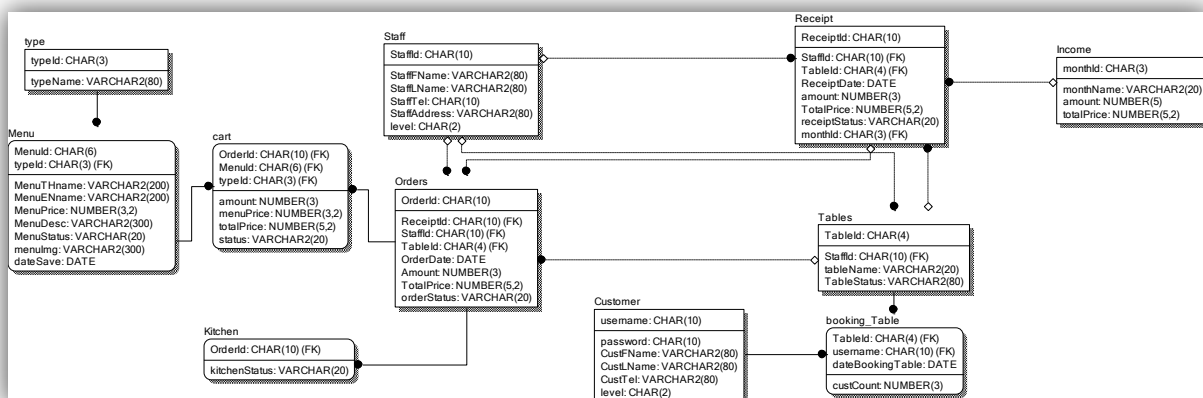 type
typeId: CHAR(3)
typeName: VARCHAR2(80)
Menu
MenuId: CHAR(6)
typeId: CHAR(3) (FK)
MenuTHname: VARCHAR2(200)
MenuENname: VARCHAR2(200)
MenuPrice: NUMBER(3,2)
MenuDesc: VARCHAR2(300)
MenuStatus: VARCHAR(20)
menuImg: VARCHAR2(300)
dateSave: DATE
cart
OrderId: CHAR(10) (FK)
MenuId: CHAR(6) (FK)
typeId: CHAR(3) (FK)
amount: NUMBER(3)
menuPrice: NUMBER(3,2)
totalPrice: NUMBER(5,2)
status: VARCHAR2(20)
Kitchen
OrderId: CHAR(10) (FK)
kitchenStatus: VARCHAR(20)
Staff
StaffId: CHAR(10)
StaffFName: VARCHAR2(80)
StaffLName: VARCHAR2(80)
StaffTel: CHAR(10)
StaffAddress: VARCHAR2(80)
level: CHAR(2)
Orders
OrderId: CHAR(10)
ReceiptId: CHAR(10) (FK)
StaffId: CHAR(10) (FK)
TableId: CHAR(4) (FK)
OrderDate: DATE
Amount: NUMBER(3)
TotalPrice: NUMBER(5,2)
orderStatus: VARCHAR(20)
Customer
username: CHAR(10)
password: CHAR(10)
CustFName: VARCHAR2(80)
CustLName: VARCHAR2(80)
CustTel: VARCHAR2(80)
level: CHAR(2)
Receipt
ReceiptId: CHAR(10)
StaffId: CHAR(10) (FK)
TableId: CHAR(4) (FK)
ReceiptDate: DATE
amount: NUMBER(3)
TotalPrice: NUMBER(5,2)
receiptStatus: VARCHAR(20)
monthId: CHAR(3) (FK)
Tables
TableId: CHAR(4)
StaffId: CHAR(10) (FK)
tableName: VARCHAR2(20)
TableStatus: VARCHAR2(80)
booking_Table
TableId: CHAR(4) (FK)
username: CHAR(10) (FK)
dateBookingTable: DATE
custCount: NUMBER(3)
Income
monthId: CHAR(3)
monthName: VARCHAR2(20)
amount: NUMBER(5)
totalPrice: NUMBER(5,2)